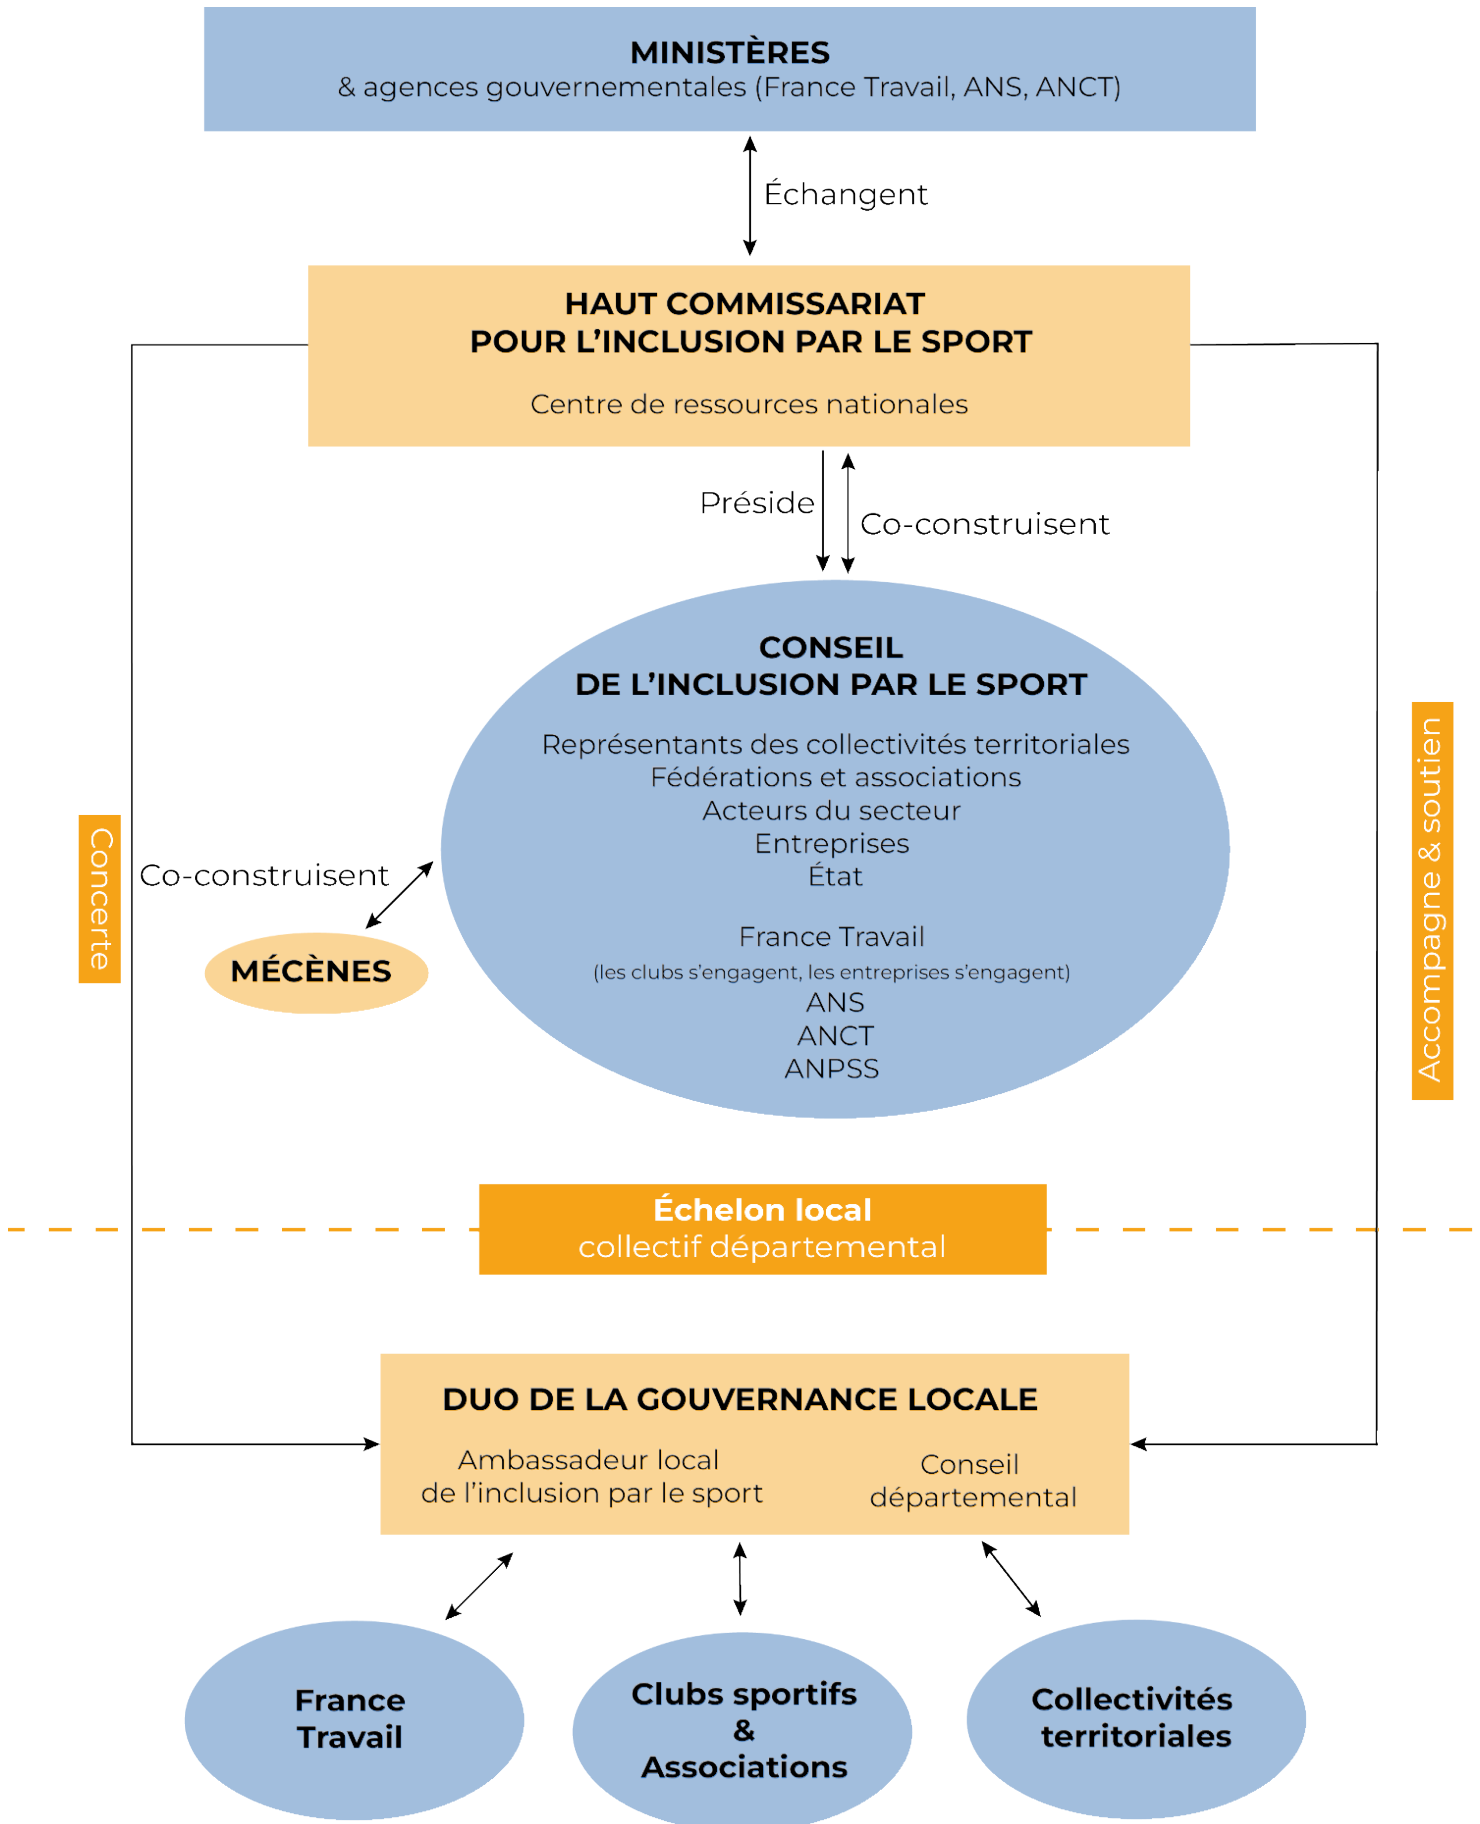 MINISTÈRES
& agences gouvernementales (France Travail, ANS, ANCT)
Échangent
HAUT COMMISSARIAT
POUR L’INCLUSION PAR LE SPORT
Centre de ressources nationales
Préside
Co-construisent
CONSEIL
DE L’INCLUSION PAR LE SPORT
Représentants des collectivités territoriales
Fédérations et associations
Acteurs du secteur
Entreprises
État
France Travail
(les clubs s’engagent, les entreprises s’engagent)
ANS
ANCT
ANPSS
Concerte
Co-construisent
MÉCÈNES
Accompagne & soutien
Échelon local
collectif départemental
DUO DE LA GOUVERNANCE LOCALE
Ambassadeur local
de l’inclusion par le sport
Conseil
départemental
France
Travail
Clubs sportifs
&
Associations
Collectivités
territoriales